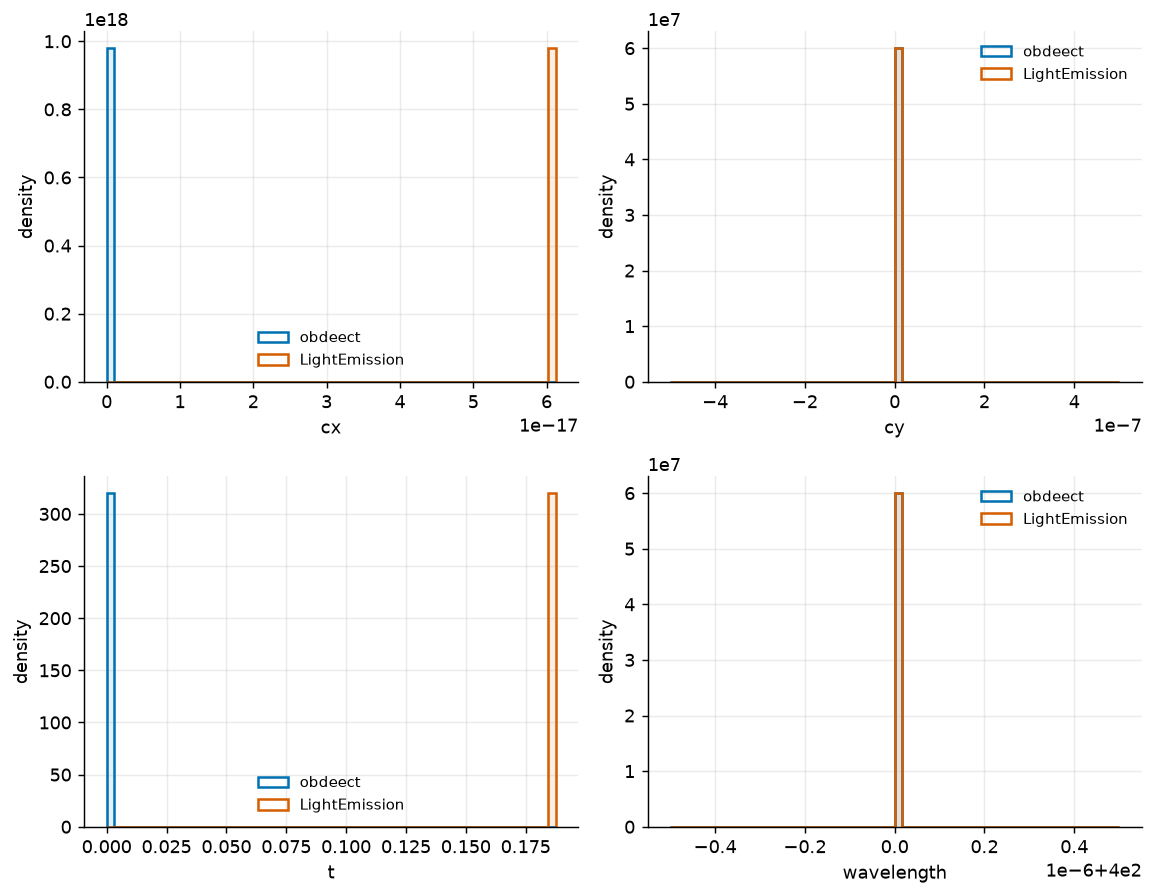 1e18
1.0
0.8
0.6
0.4
0.2
0.0
density
0 1 2 3 4 5 6
1e−17
cx
obdeect
LightEmission
1e7
6
5
4
3
2
1
0
density
−4 −2 0 2 4
1e−7
cy
obdeect
LightEmission
300
250
200
150
100
50
0
density
0.000 0.025 0.050 0.075 0.100 0.125 0.150 0.175
t
obdeect
LightEmission
1e7
6
5
4
3
2
1
0
density
−0.4 −0.2 0.0 0.2 0.4
1e−6+4e2
wavelength
obdeect
LightEmission